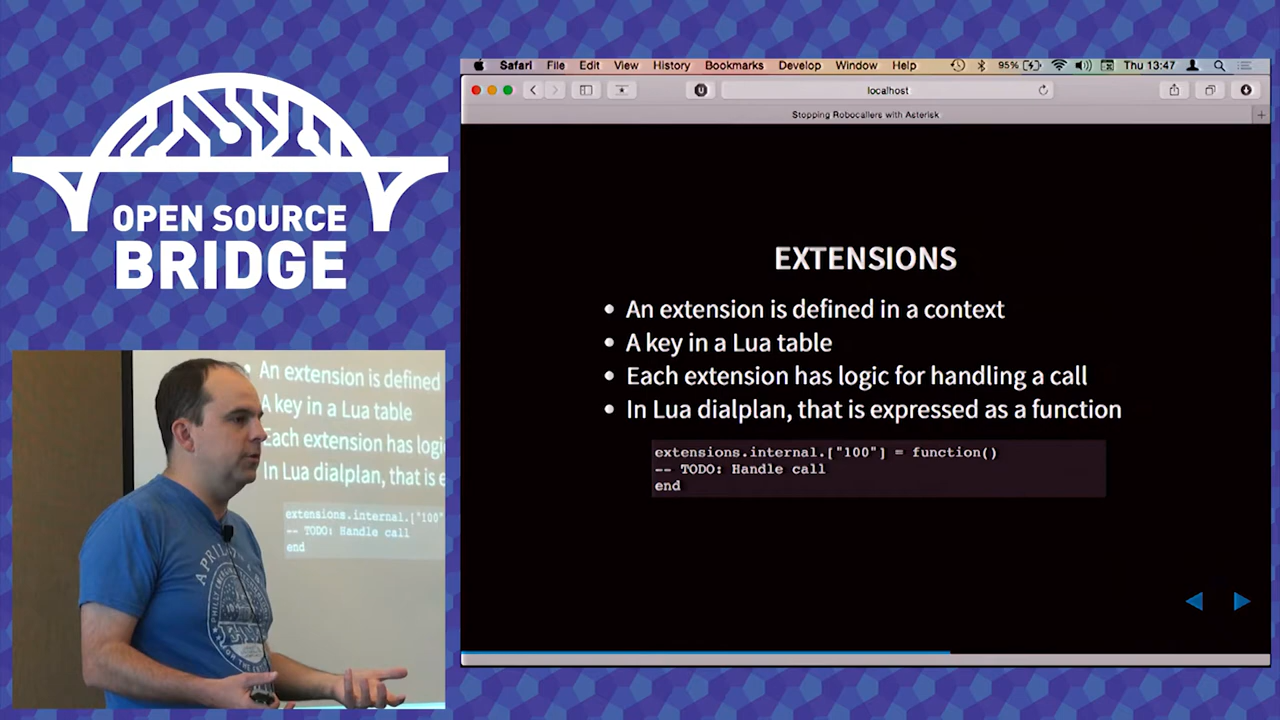 OPEN SOURCE
BRIDGE
Safari File Edit View History Bookmarks Develop Window Help 95% Thu 13:47
localhost
Stopping Robocallers with Asterisk
EXTENSIONS
• An extension is defined in a context
• A key in a Lua table
• Each extension has logic for handling a call
• In Lua dialplan, that is expressed as a function
extensions.internal.["100"] = function()
-- TODO: Handle call
end
An extension is defined
A key in a Lua table
Each extension has logi
In Lua dialplan, that is e
extensions.internal.["100"
-- TODO: Handle call
end
APRIL